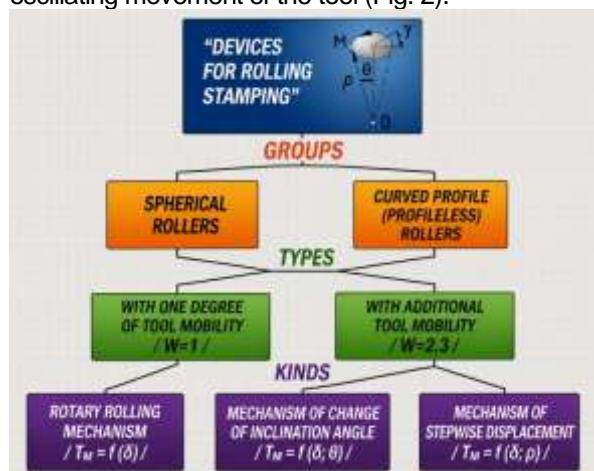 oscillating movement of the tool (Fig. 2).
"DEVICES
FOR ROLLING
STAMPING"
M
γ
θ
ρ
O
GROUPS
SPHERICAL
ROLLERS
CURVED PROFILE
(PROFILELESS)
ROLLERS
TYPES
WITH ONE DEGREE
OF TOOL MOBILITY
/ W=1 /
WITH ADDITIONAL
TOOL MOBILITY
/ W=2,3 /
KINDS
ROTARY ROLLING
MECHANISM
/ TM = f (δ) /
MECHANISM OF CHANGE
OF INCLINATION ANGLE
/ TM = f (δ; θ) /
MECHANISM OF
STEPWISE DISPLACEMENT
/ TM = f (δ; ρ) /